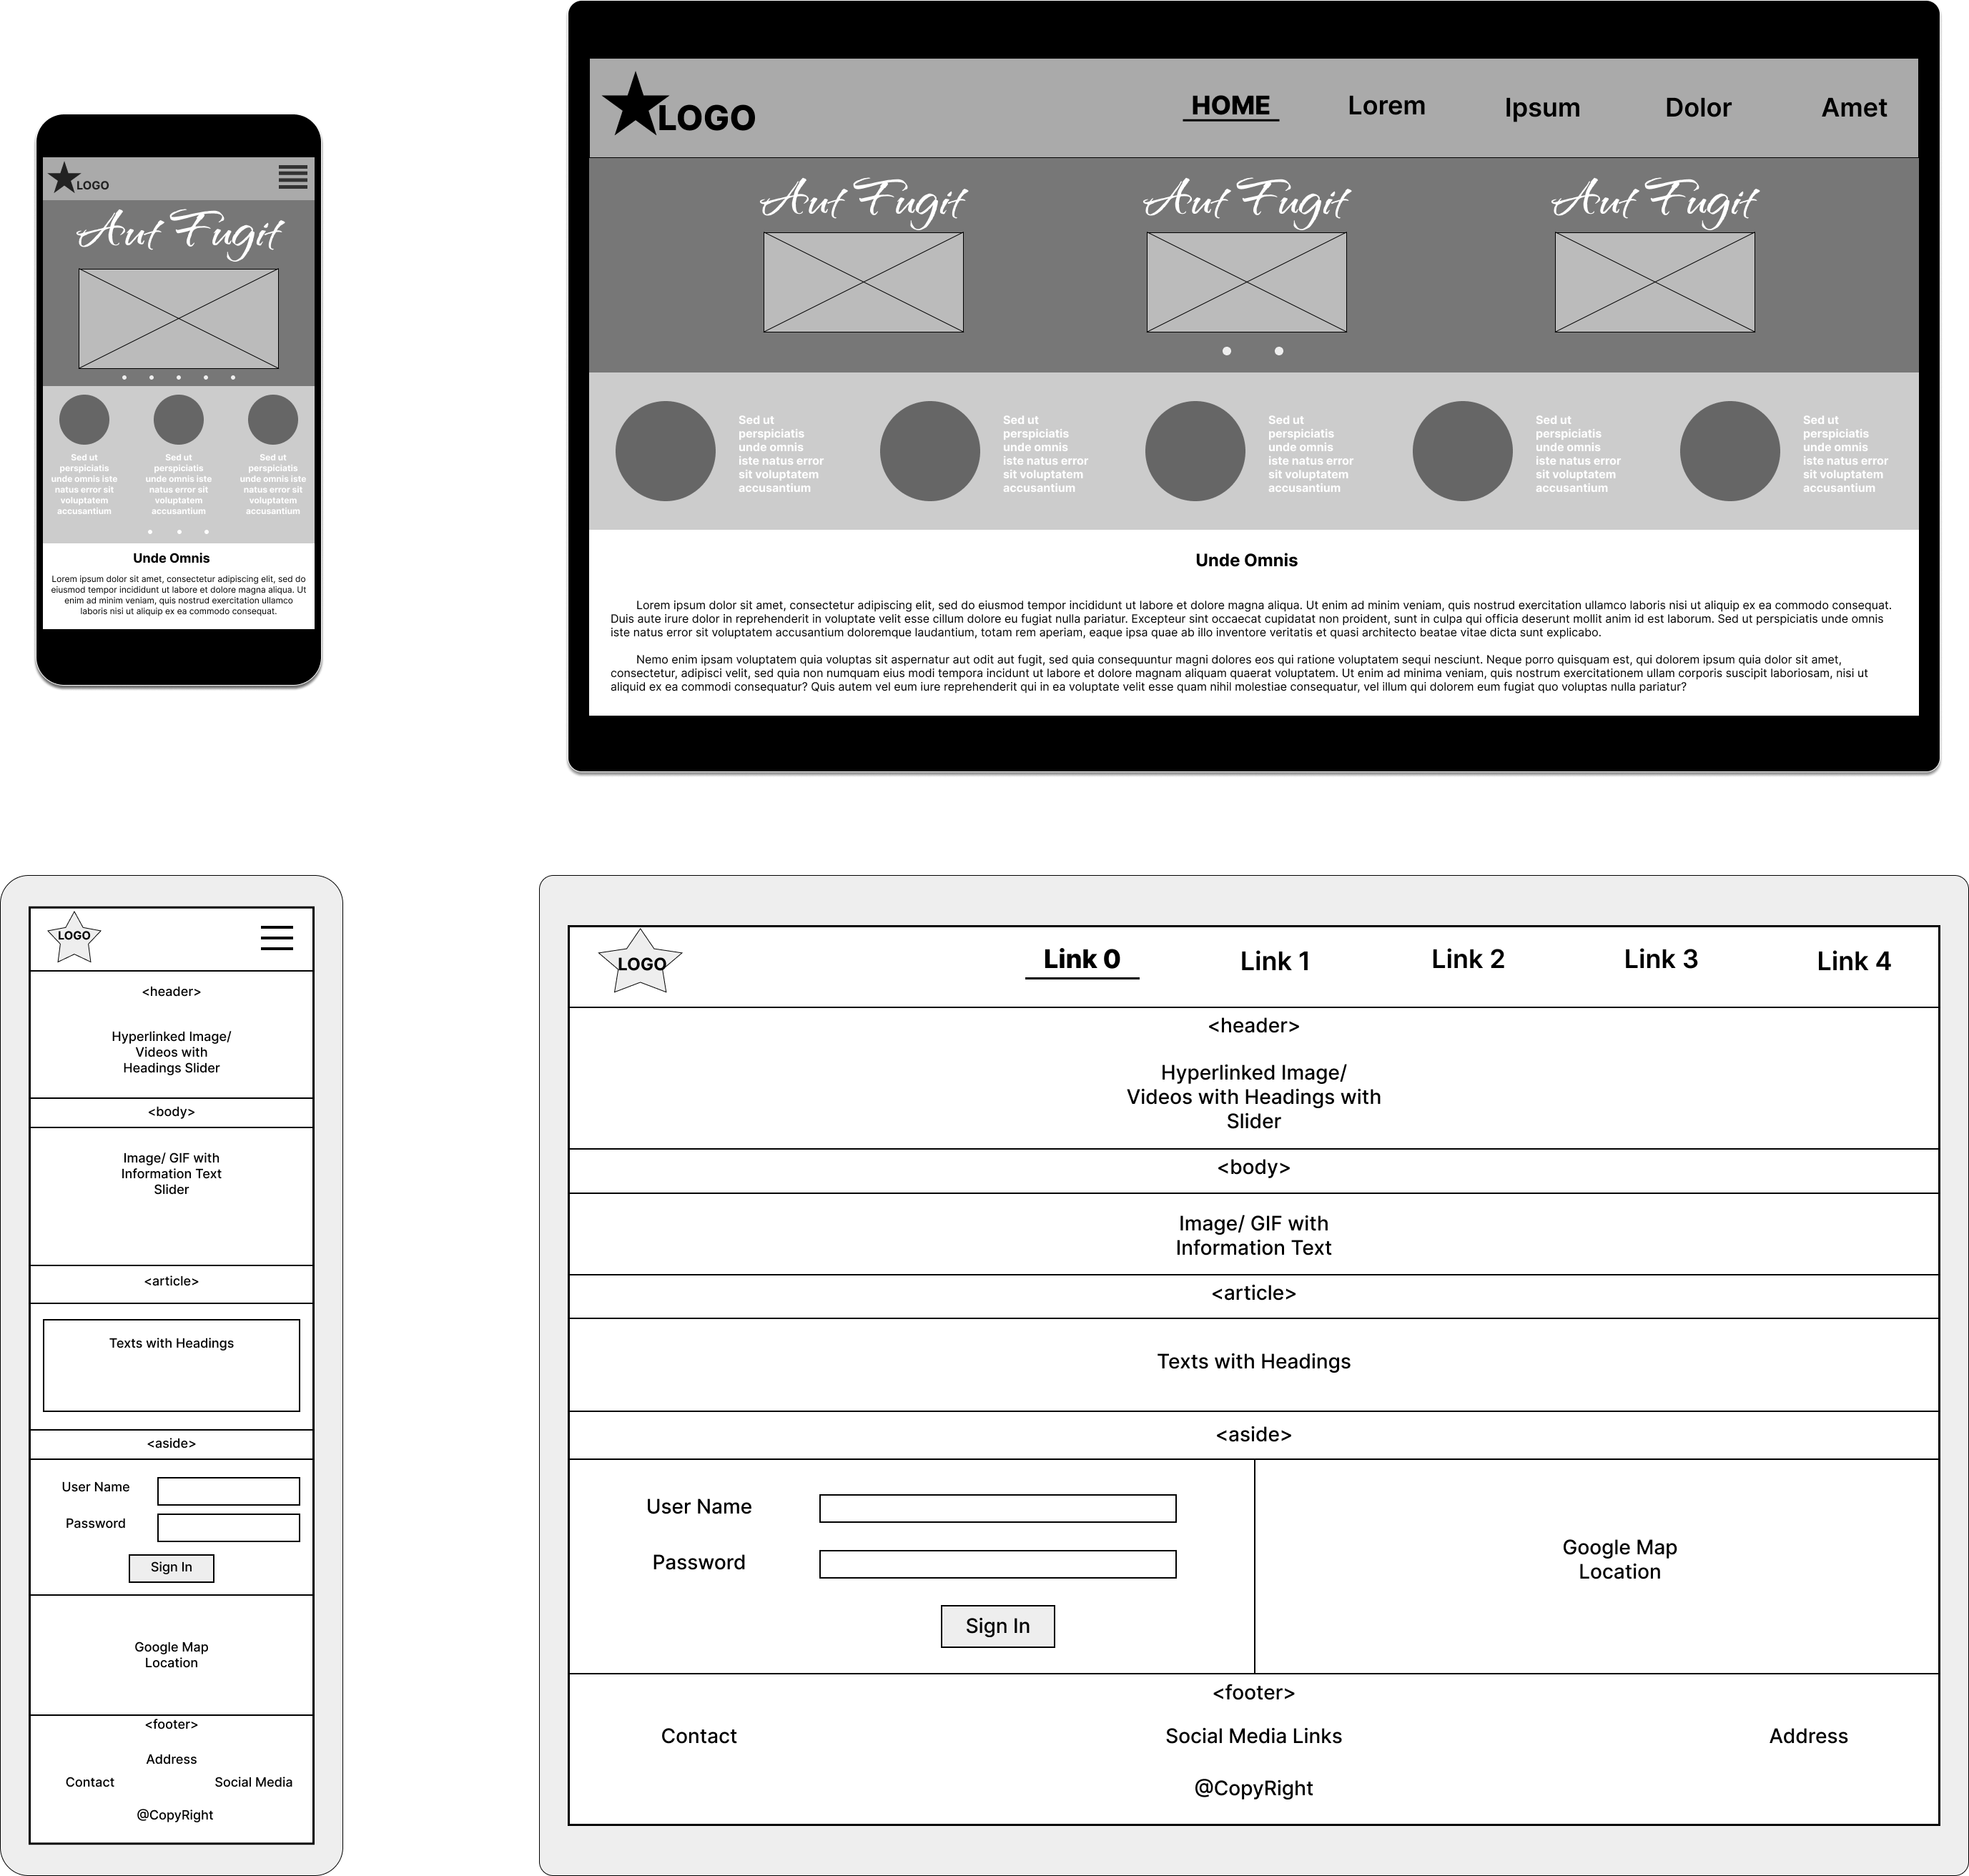 LOGO
Aut Fugit
Sed ut
perspiciatis
unde omnis iste
natus error sit
voluptatem
accusantium
Sed ut
perspiciatis
unde omnis iste
natus error sit
voluptatem
accusantium
Sed ut
perspiciatis
unde omnis iste
natus error sit
voluptatem
accusantium
Unde Omnis
Lorem ipsum dolor sit amet, consectetur adipiscing elit, sed do
eiusmod tempor incididunt ut labore et dolore magna aliqua. Ut
enim ad minim veniam, quis nostrud exercitation ullamco
laboris nisi ut aliquip ex ea commodo consequat.
LOGO
HOME Lorem Ipsum Dolor Amet
Aut Fugit Aut Fugit Aut Fugit
Sed ut
perspiciatis
unde omnis
iste natus error
sit voluptatem
accusantium
Sed ut
perspiciatis
unde omnis
iste natus error
sit voluptatem
accusantium
Sed ut
perspiciatis
unde omnis
iste natus error
sit voluptatem
accusantium
Sed ut
perspiciatis
unde omnis
iste natus error
sit voluptatem
accusantium
Sed ut
perspiciatis
unde omnis
iste natus error
sit voluptatem
accusantium
Unde Omnis
Lorem ipsum dolor sit amet, consectetur adipiscing elit, sed do eiusmod tempor incididunt ut labore et dolore magna aliqua. Ut enim ad minim veniam, quis nostrud exercitation ullamco laboris nisi ut aliquip ex ea commodo consequat.
Duis aute irure dolor in reprehenderit in voluptate velit esse cillum dolore eu fugiat nulla pariatur. Excepteur sint occaecat cupidatat non proident, sunt in culpa qui officia deserunt mollit anim id est laborum. Sed ut perspiciatis unde omnis
iste natus error sit voluptatem accusantium doloremque laudantium, totam rem aperiam, eaque ipsa quae ab illo inventore veritatis et quasi architecto beatae vitae dicta sunt explicabo.
Nemo enim ipsam voluptatem quia voluptas sit aspernatur aut odit aut fugit, sed quia consequuntur magni dolores eos qui ratione voluptatem sequi nesciunt. Neque porro quisquam est, qui dolorem ipsum quia dolor sit amet,
consectetur, adipisci velit, sed quia non numquam eius modi tempora incidunt ut labore et dolore magnam aliquam quaerat voluptatem. Ut enim ad minima veniam, quis nostrum exercitationem ullam corporis suscipit laboriosam, nisi ut
aliquid ex ea commodi consequatur? Quis autem vel eum iure reprehenderit qui in ea voluptate velit esse quam nihil molestiae consequatur, vel illum qui dolorem eum fugiat quo voluptas nulla pariatur?
LOGO
<header>
Hyperlinked Image/
Videos with
Headings Slider
<body>
Image/ GIF with
Information Text
Slider
<article>
Texts with Headings
<aside>
User Name
Password
Sign In
Google Map
Location
<footer>
Address
Contact Social Media
@CopyRight
LOGO
Link 0 Link 1 Link 2 Link 3 Link 4
<header>
Hyperlinked Image/
Videos with Headings with
Slider
<body>
Image/ GIF with
Information Text
<article>
Texts with Headings
<aside>
User Name
Password
Sign In
Google Map
Location
<footer>
Contact Social Media Links Address
@CopyRight